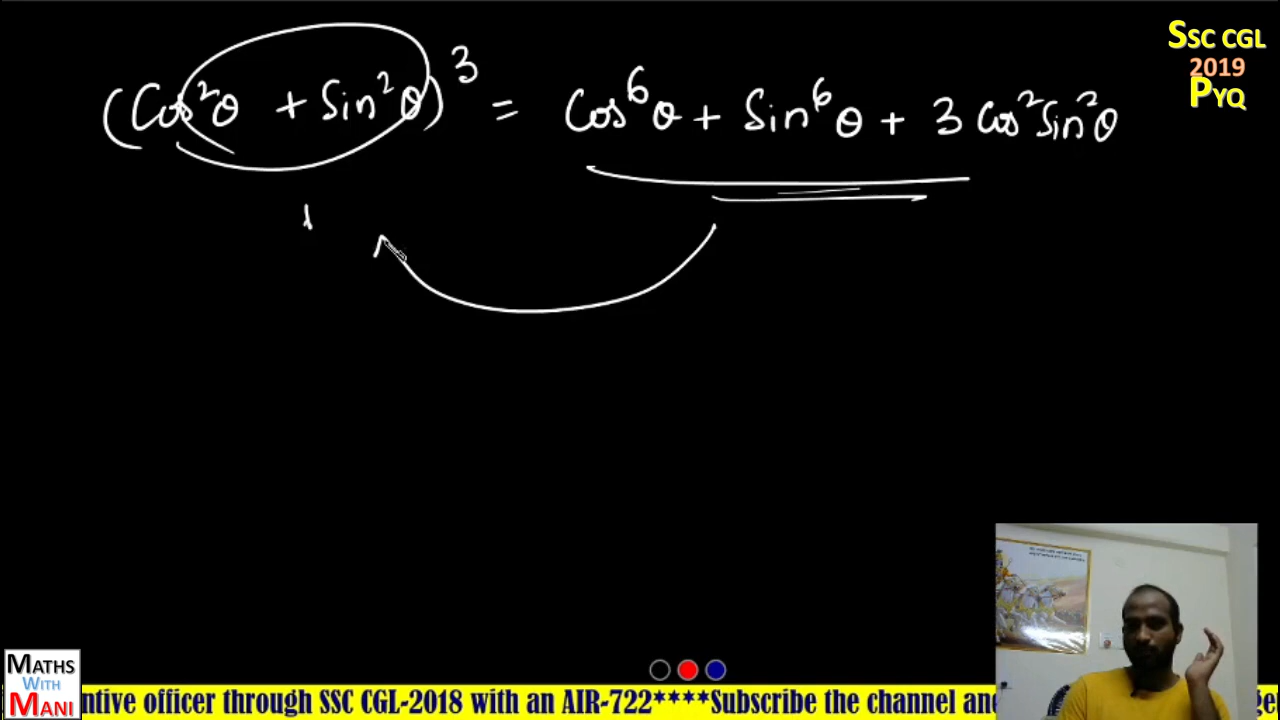 (Cos²θ + Sin²θ)³ = Cos⁶θ + Sin⁶θ + 3 Cos²Sin²θ
1
SSC CGL
2019
PYQ
MATHS
WITH
MANI
ntive officer through SSC CGL-2018 with an AIR-722****Subscribe the channel an